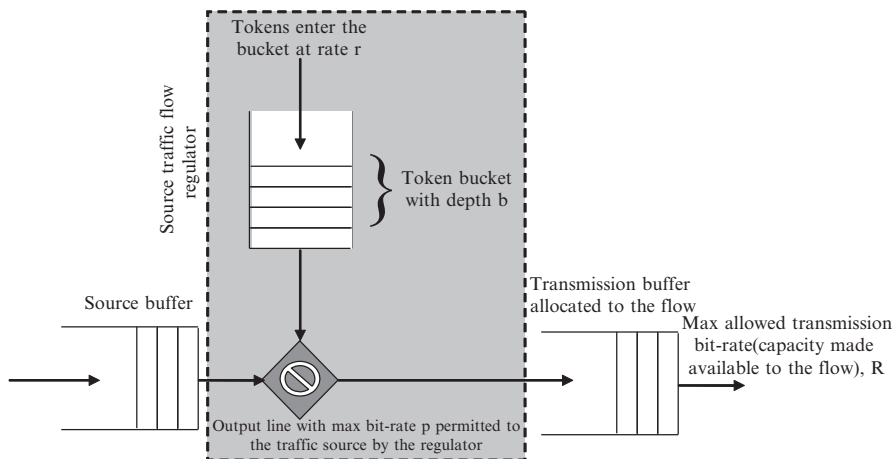 Tokens enter the
bucket at rate r
Source traffic flow
regulator
Token bucket
with depth b
Source buffer
Transmission buffer
allocated to the flow
Max allowed transmission
bit-rate(capacity made
available to the flow), R
Output line with max bit-rate p permitted to
the traffic source by the regulator